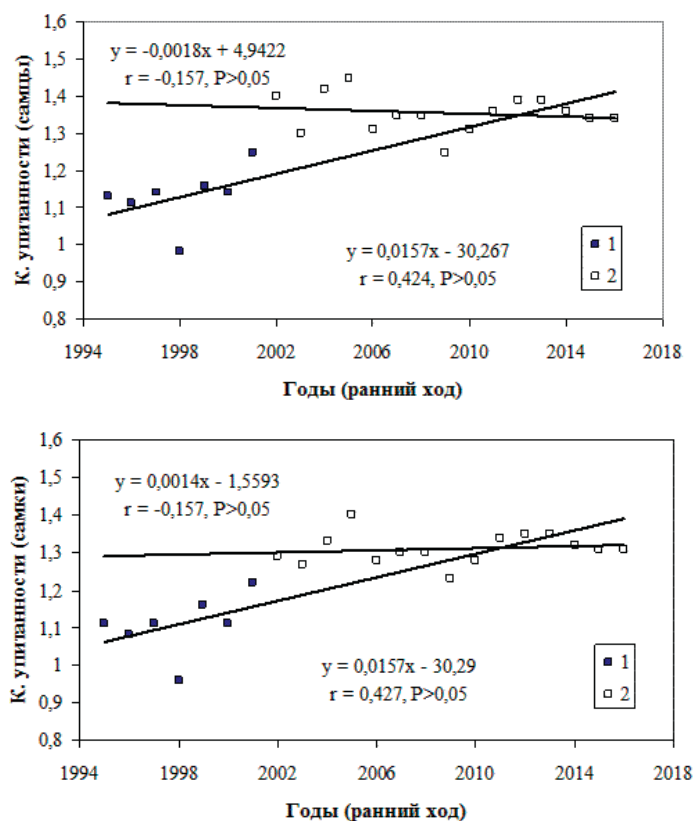 К. упитанности (самцы)
1,6
1,5
1,4
1,3
1,2
1,1
1
0,9
0,8
y = -0,0018x + 4,9422
r = -0,157, P>0,05
y = 0,0157x - 30,267
r = 0,424, P>0,05
1
2
1994 1998 2002 2006 2010 2014 2018
Годы (ранний ход)
К. упитанности (самки)
1,6
1,5
1,4
1,3
1,2
1,1
1
0,9
0,8
y = 0,0014x - 1,5593
r = -0,157, P>0,05
y = 0,0157x - 30,29
r = 0,427, P>0,05
1
2
1994 1998 2002 2006 2010 2014 2018
Годы (ранний ход)